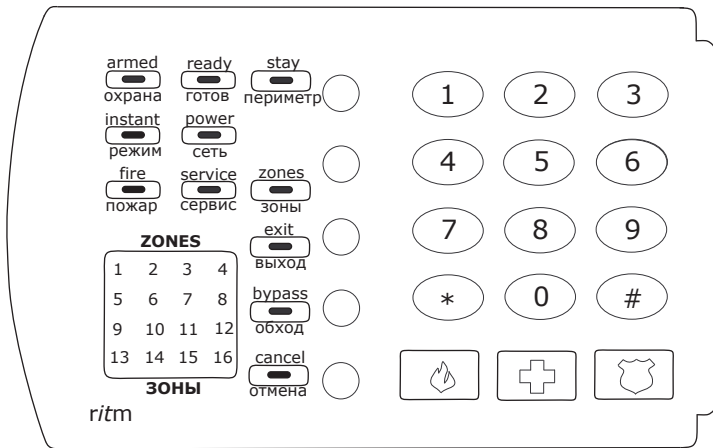 armed ready stay
охрана готов периметр
1 2 3
instant power
режим сеть
4 5 6
fire service zones
пожар сервис зоны
7 8 9
exit
выход
ZONES
1 2 3 4
5 6 7 8
9 10 11 12
13 14 15 16
ЗОНЫ
bypass
обход
* 0 #
cancel
отмена
ritm